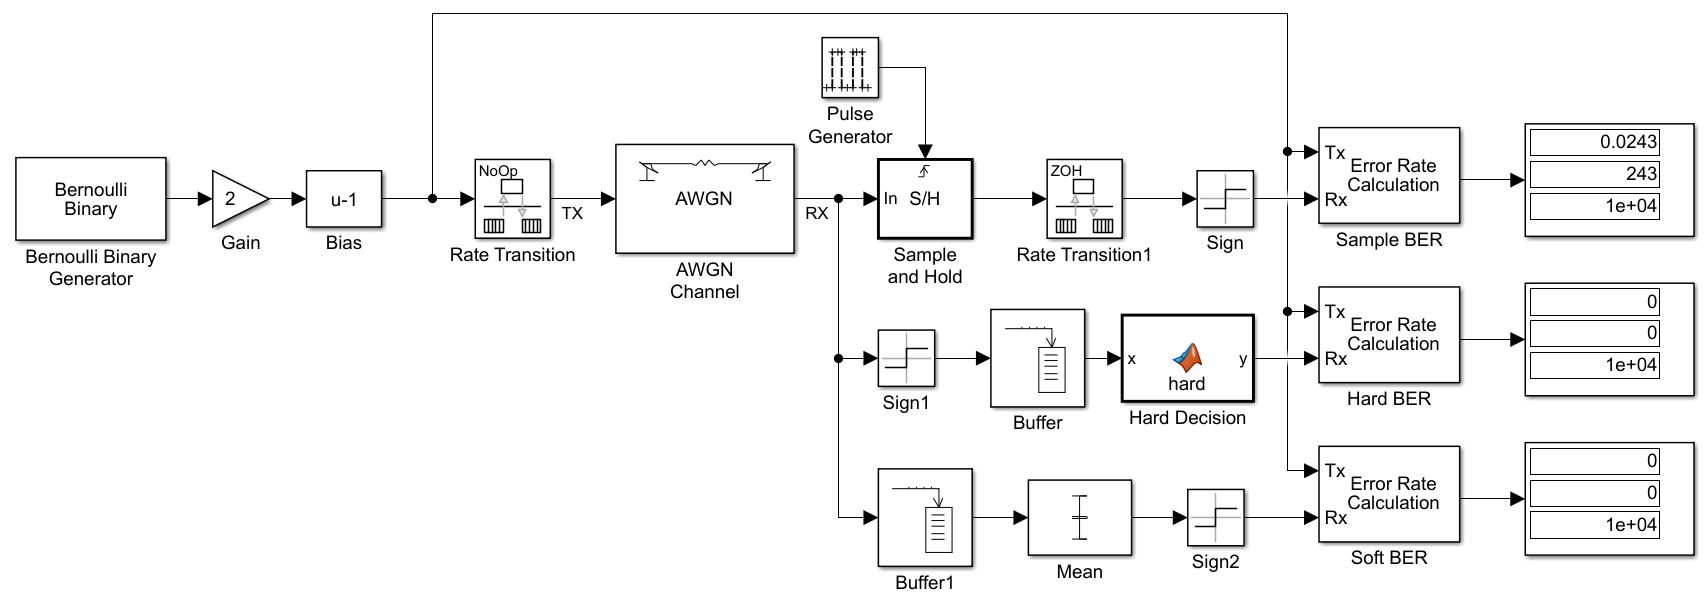 Pulse
Generator
Bernoulli
Binary
Bernoulli Binary
Generator
2
Gain
u-1
Bias
NoOp
Rate Transition
TX
AWGN
AWGN
Channel
RX
In S/H
Sample
and Hold
ZOH
Rate Transition1
Sign
Tx
Rx
Error Rate
Calculation
Sample BER
0.0243
243
1e+04
Sign1
Buffer
x
hard
y
Hard Decision
Tx
Rx
Error Rate
Calculation
Hard BER
0
0
1e+04
Buffer1
Mean
Sign2
Tx
Rx
Error Rate
Calculation
Soft BER
0
0
1e+04